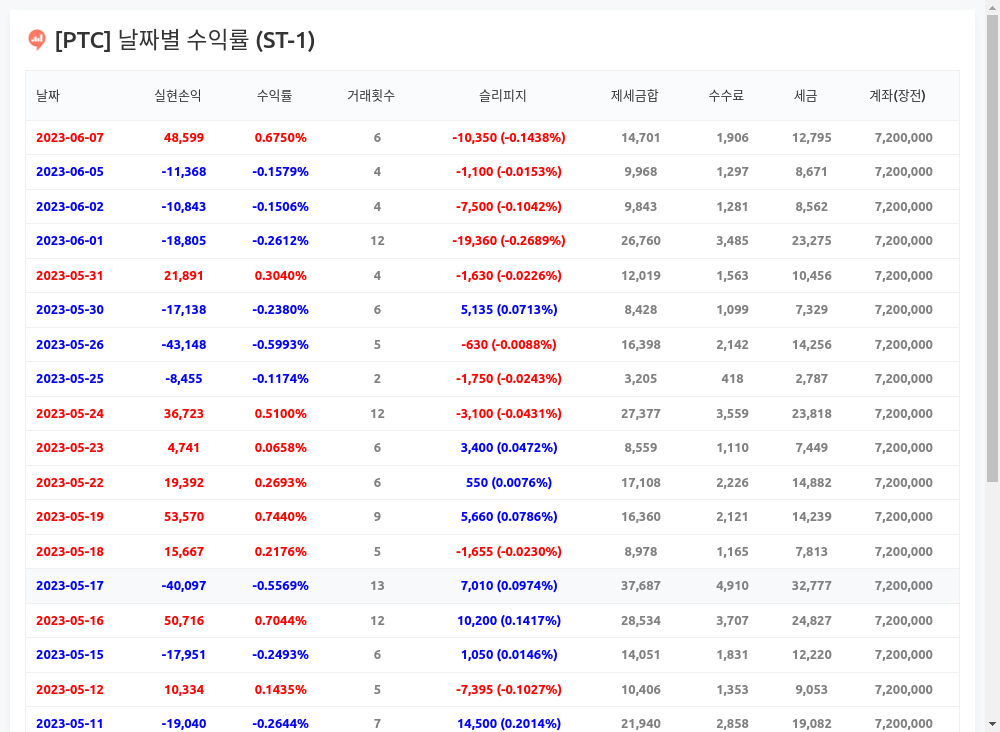 [PTC] 날짜별 수익률 (ST-1)
날짜 실현손익 수익률 거래횟수 슬리피지 제세금합 수수료 세금 계좌(장전)
2023-06-07 48,599 0.6750% 6 -10,350 (-0.1438%) 14,701 1,906 12,795 7,200,000
2023-06-05 -11,368 -0.1579% 4 -1,100 (-0.0153%) 9,968 1,297 8,671 7,200,000
2023-06-02 -10,843 -0.1506% 4 -7,500 (-0.1042%) 9,843 1,281 8,562 7,200,000
2023-06-01 -18,805 -0.2612% 12 -19,360 (-0.2689%) 26,760 3,485 23,275 7,200,000
2023-05-31 21,891 0.3040% 4 -1,630 (-0.0226%) 12,019 1,563 10,456 7,200,000
2023-05-30 -17,138 -0.2380% 6 5,135 (0.0713%) 8,428 1,099 7,329 7,200,000
2023-05-26 -43,148 -0.5993% 5 -630 (-0.0088%) 16,398 2,142 14,256 7,200,000
2023-05-25 -8,455 -0.1174% 2 -1,750 (-0.0243%) 3,205 418 2,787 7,200,000
2023-05-24 36,723 0.5100% 12 -3,100 (-0.0431%) 27,377 3,559 23,818 7,200,000
2023-05-23 4,741 0.0658% 6 3,400 (0.0472%) 8,559 1,110 7,449 7,200,000
2023-05-22 19,392 0.2693% 6 550 (0.0076%) 17,108 2,226 14,882 7,200,000
2023-05-19 53,570 0.7440% 9 5,660 (0.0786%) 16,360 2,121 14,239 7,200,000
2023-05-18 15,667 0.2176% 5 -1,655 (-0.0230%) 8,978 1,165 7,813 7,200,000
2023-05-17 -40,097 -0.5569% 13 7,010 (0.0974%) 37,687 4,910 32,777 7,200,000
2023-05-16 50,716 0.7044% 12 10,200 (0.1417%) 28,534 3,707 24,827 7,200,000
2023-05-15 -17,951 -0.2493% 6 1,050 (0.0146%) 14,051 1,831 12,220 7,200,000
2023-05-12 10,334 0.1435% 5 -7,395 (-0.1027%) 10,406 1,353 9,053 7,200,000
2023-05-11 -19,040 -0.2644% 7 14,500 (0.2014%) 21,940 2,858 19,082 7,200,000